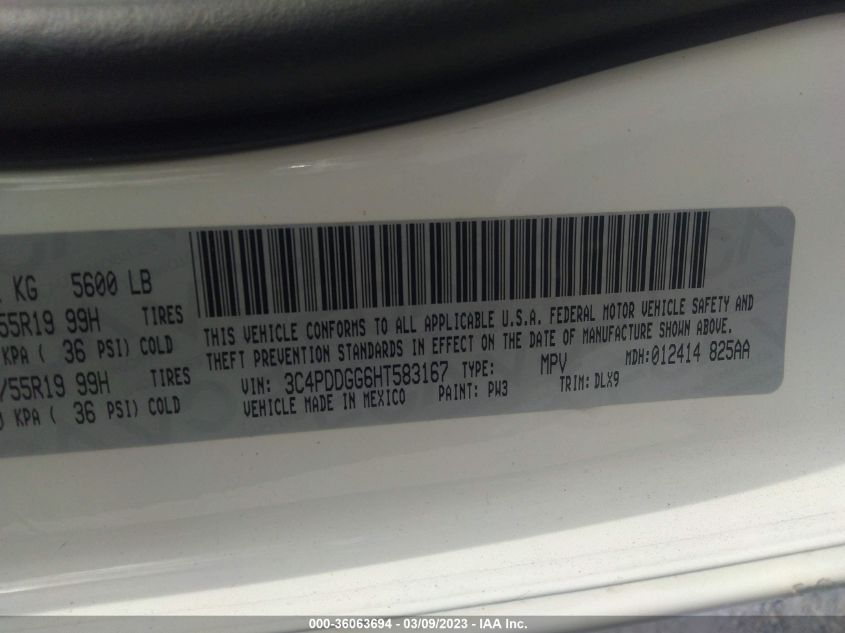 KG 5600 LB
55R19 99H TIRES
KPA ( 36 PSI) COLD
/55R19 99H TIRES
KPA ( 36 PSI) COLD
THIS VEHICLE CONFORMS TO ALL APPLICABLE U.S.A. FEDERAL MOTOR VEHICLE SAFETY AND
THEFT PREVENTION STANDARDS IN EFFECT ON THE DATE OF MANUFACTURE SHOWN ABOVE.
VIN: 3C4PDDGG6HT583167 TYPE: MPV MDH:012414 825AA
VEHICLE MADE IN MEXICO PAINT: PW3 TRIM: DLX9
000-36063694 - 03/09/2023 - IAA Inc.